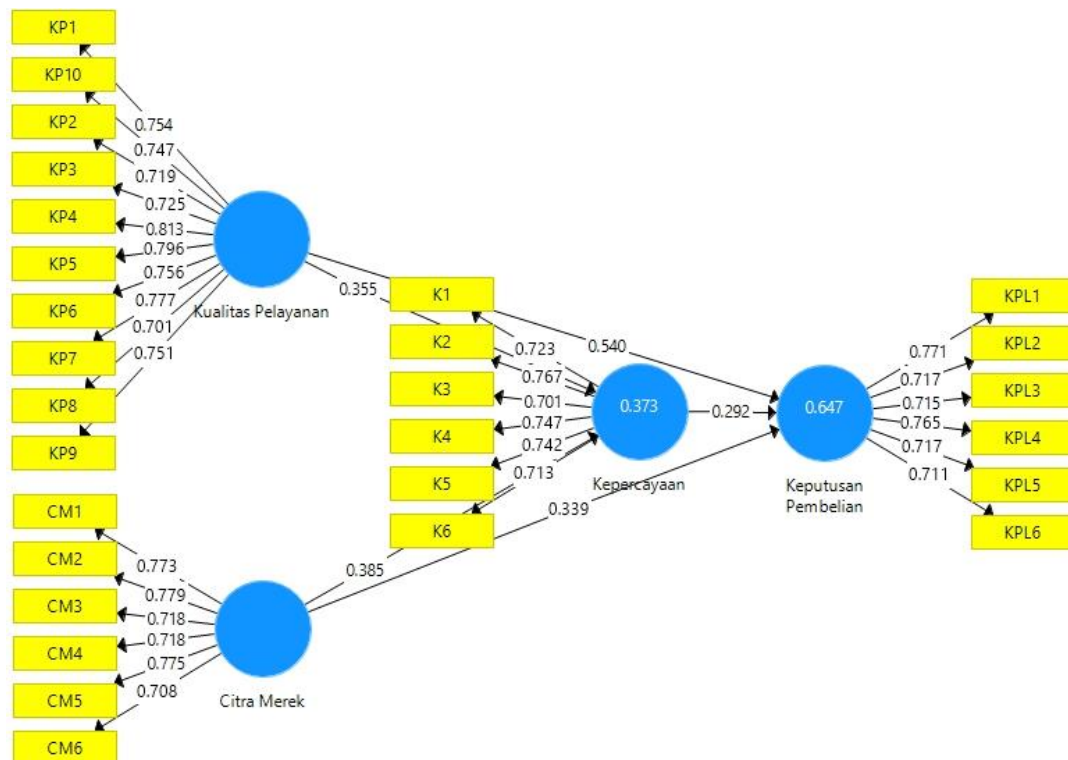 KP1
KP10
KP2
KP3
KP4
KP5
KP6
KP7
KP8
KP9
0.754
0.747
0.719
0.725
0.813
0.796
0.756
0.777
0.701
0.751
Kualitas Pelayanan
CM1
CM2
CM3
CM4
CM5
CM6
0.773
0.779
0.718
0.718
0.775
0.708
Citra Merek
0.355
0.540
0.385
0.339
K1
K2
K3
K4
K5
K6
0.723
0.767
0.701
0.747
0.742
0.713
0.373
Kepercayaan
0.292
0.647
Keputusan
Pembelian
0.771
0.717
0.715
0.765
0.717
0.711
KPL1
KPL2
KPL3
KPL4
KPL5
KPL6